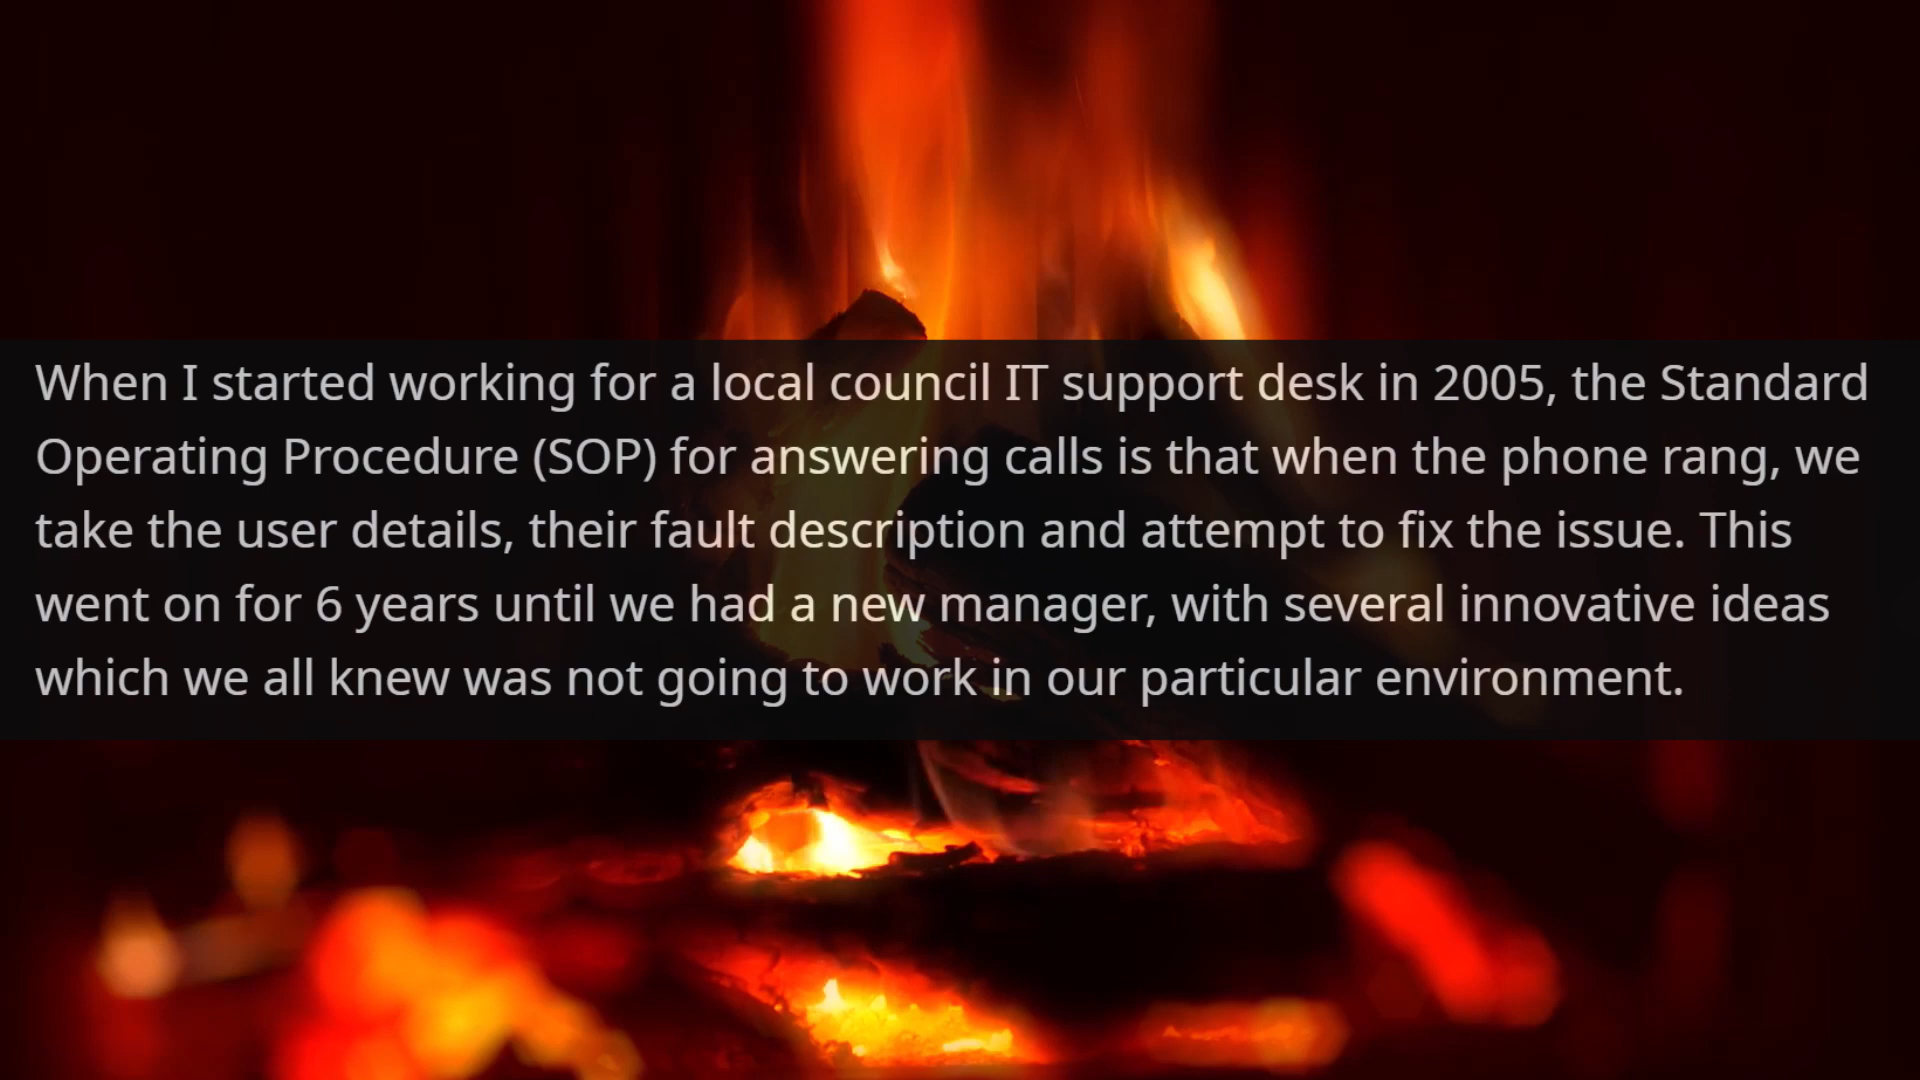 When I started working for a local council IT support desk in 2005, the Standard
Operating Procedure (SOP) for answering calls is that when the phone rang, we
take the user details, their fault description and attempt to fix the issue. This
went on for 6 years until we had a new manager, with several innovative ideas
which we all knew was not going to work in our particular environment.